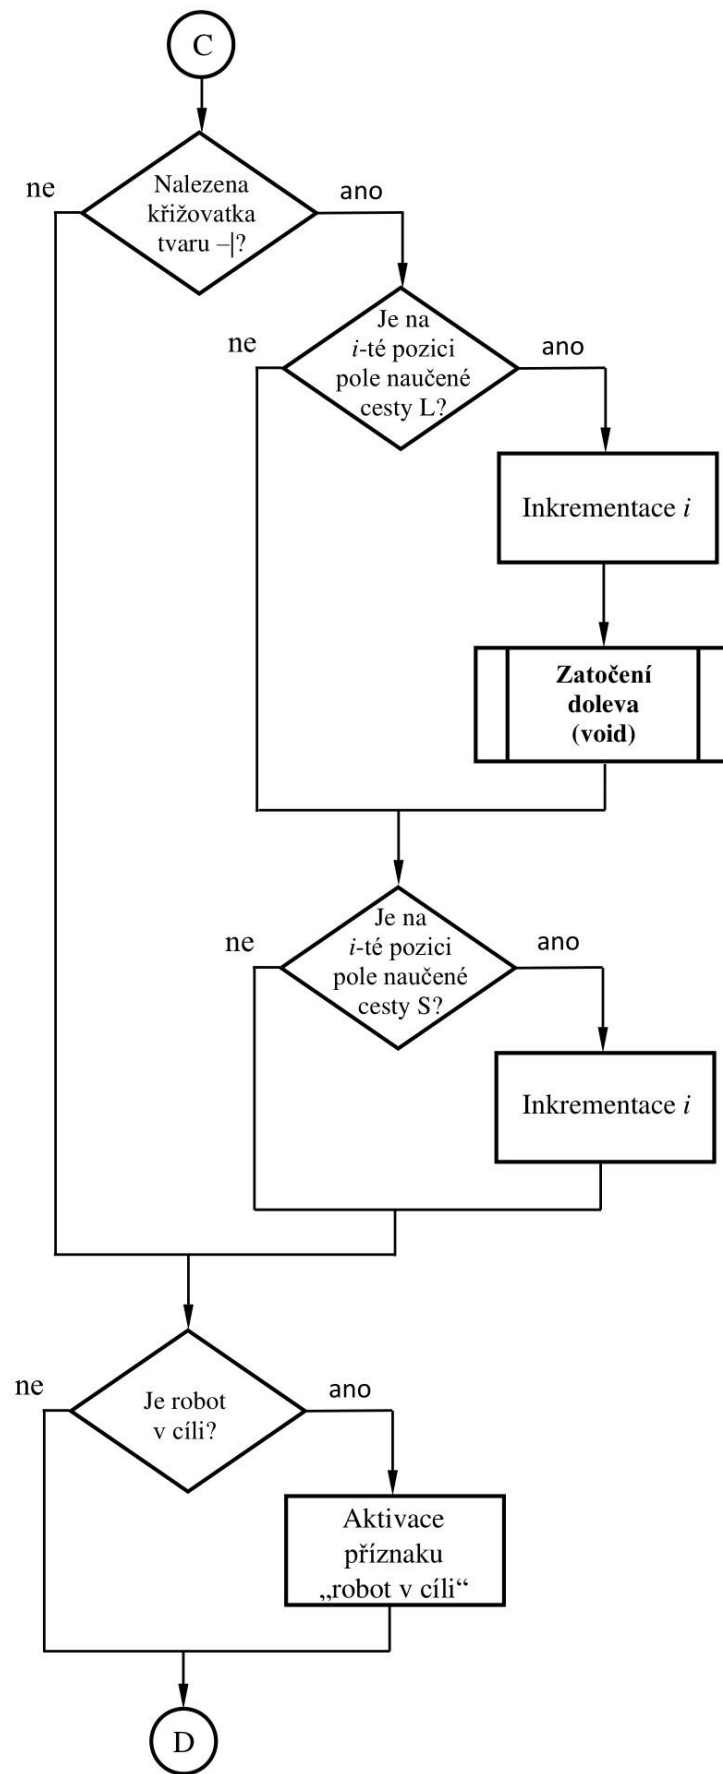 C
ne
ano
Nalezena
křižovatka
tvaru –|?
ne
ano
Je na
i-té pozici
pole naučené
cesty L?
Inkrementace i
Zatočení
doleva
(void)
ne
ano
Je na
i-té pozici
pole naučené
cesty S?
Inkrementace i
ne
ano
Je robot
v cíli?
Aktivace
příznaku
„robot v cíli“
D